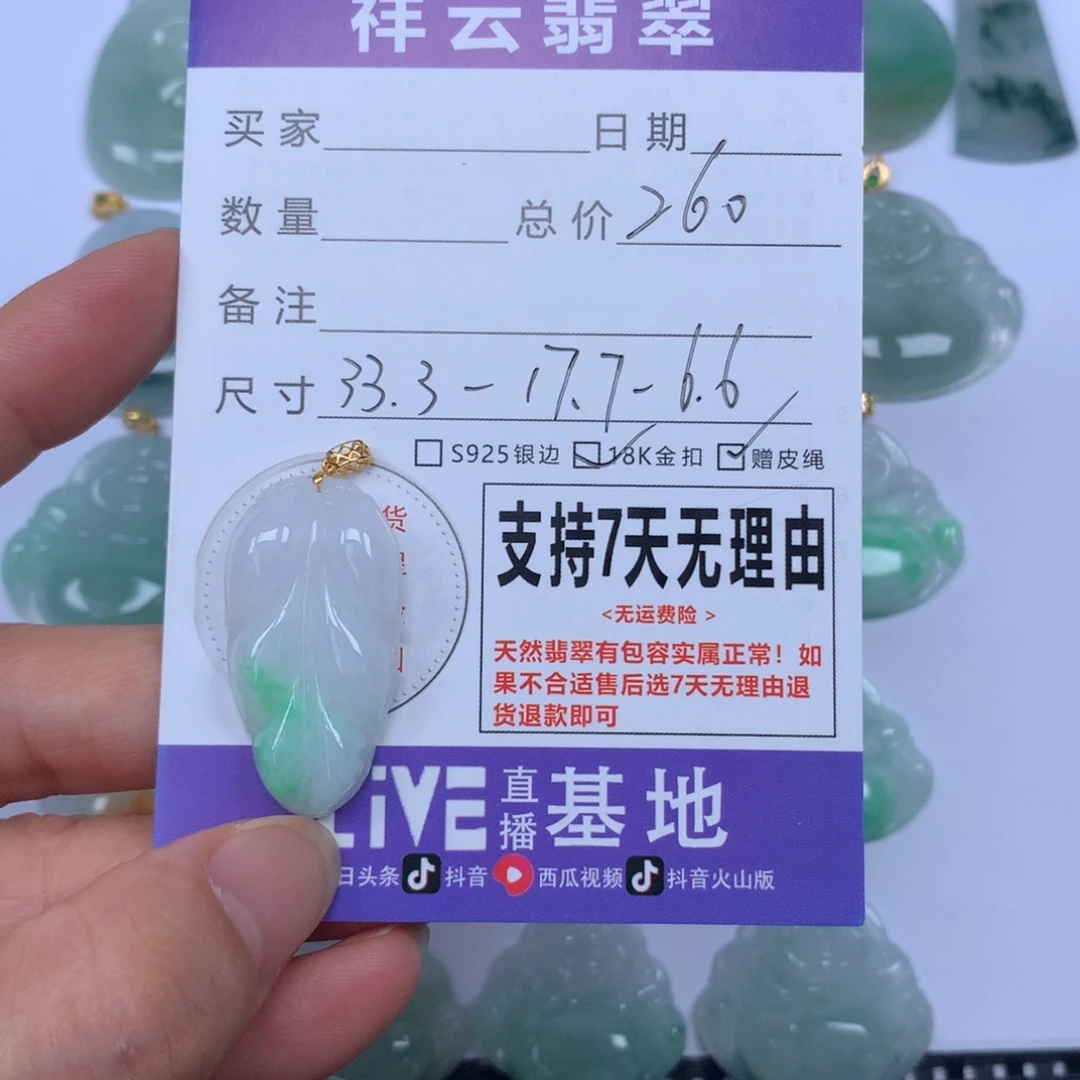 祥云翡翠
买家 日期
数量 总价 260
备注
尺寸 33.3-17.7-6.6
S925银边 18K金扣 赠皮绳
货
支持7天无理由
<无运费险 >
天然翡翠有包容实属正常！如
果不合适售后选7天无理由退
货退款即可
LiVE 直播 基地
日头条 抖音 西瓜视频 抖音火山版